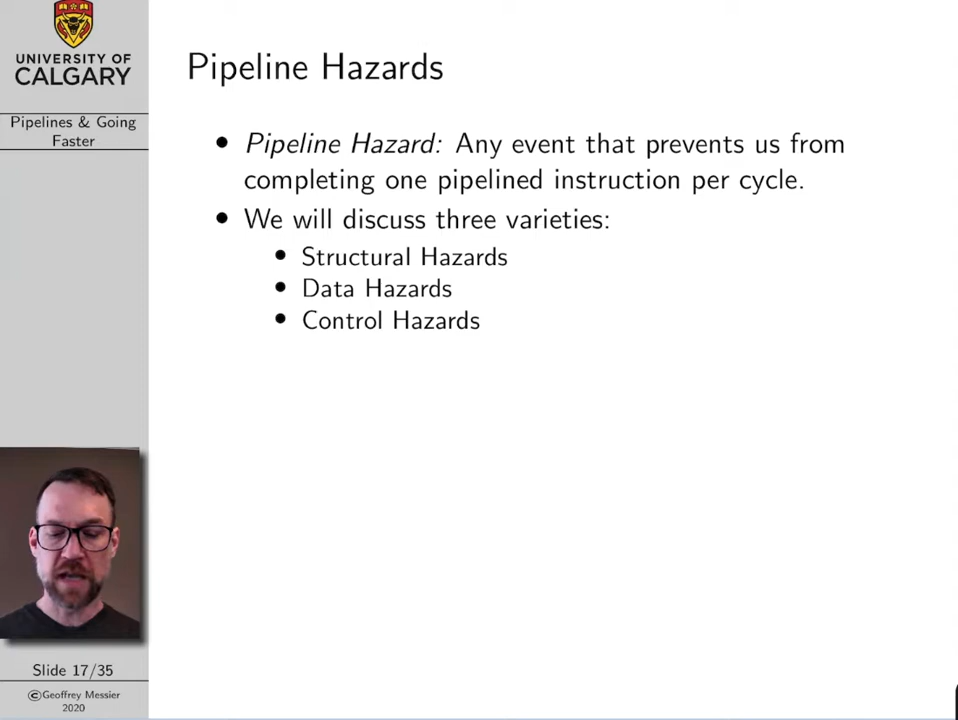 UNIVERSITY OF
CALGARY
Pipelines & Going
Faster
Pipeline Hazards
• Pipeline Hazard: Any event that prevents us from
completing one pipelined instruction per cycle.
• We will discuss three varieties:
• Structural Hazards
• Data Hazards
• Control Hazards
Slide 17/35
©Geoffrey Messier
2020